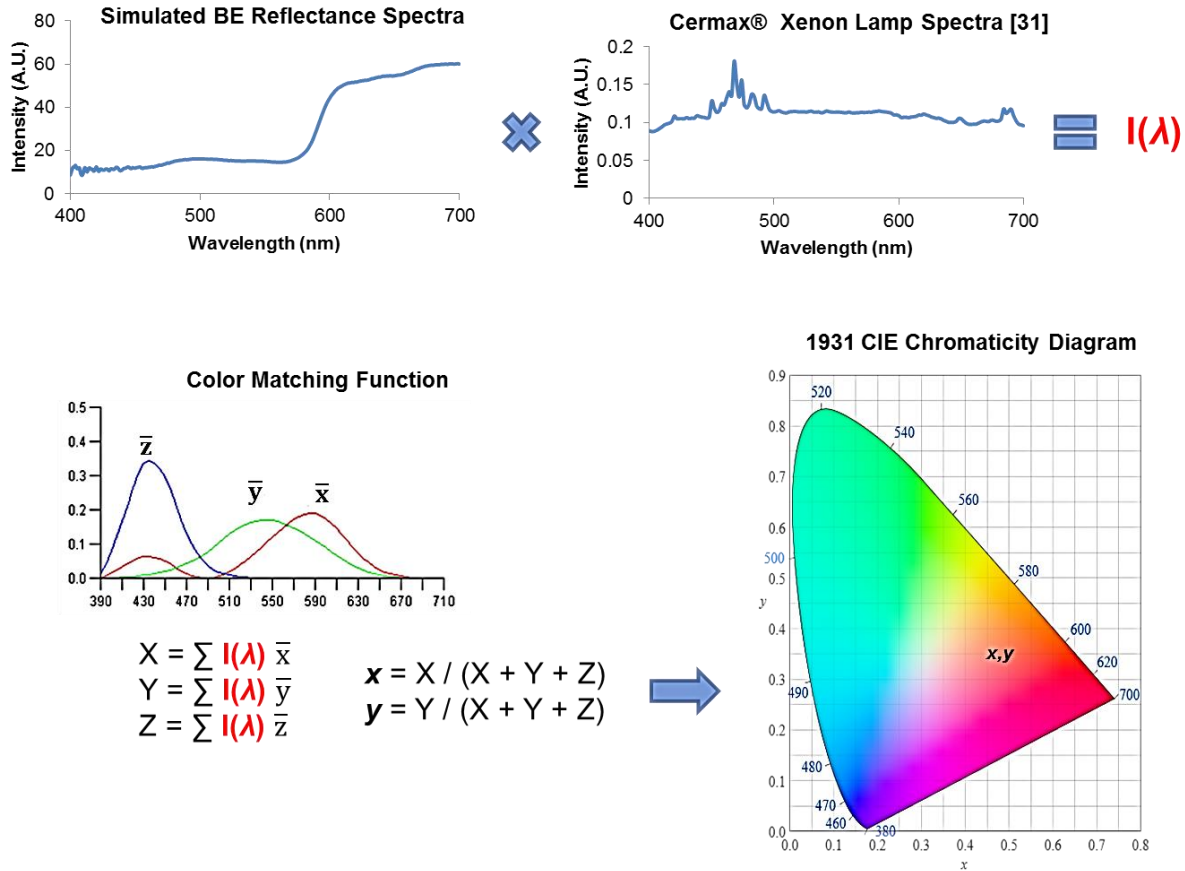 Simulated BE Reflectance Spectra
Intensity (A.U.)
80
60
40
20
0
400 500 600 700
Wavelength (nm)
Cermax® Xenon Lamp Spectra [31]
Intensity (A.U.)
0.2
0.15
0.1
0.05
0
400 500 600 700
Wavelength (nm)
I(λ)
Color Matching Function
0.5
0.4
0.3
0.2
0.1
0.0
z̅
y̅
x̅
390 430 470 510 550 590 630 670 710
X = ∑ I(λ) x̅
Y = ∑ I(λ) y̅
Z = ∑ I(λ) z̅
x = X / (X + Y + Z)
y = Y / (X + Y + Z)
1931 CIE Chromaticity Diagram
0.9
0.8
0.7
0.6
0.5
y
0.4
0.3
0.2
0.1
0.0
520
540
560
500
580
600
x,y
620
490
700
480
470
460
380
0.0 0.1 0.2 0.3 0.4 0.5 0.6 0.7 0.8
x